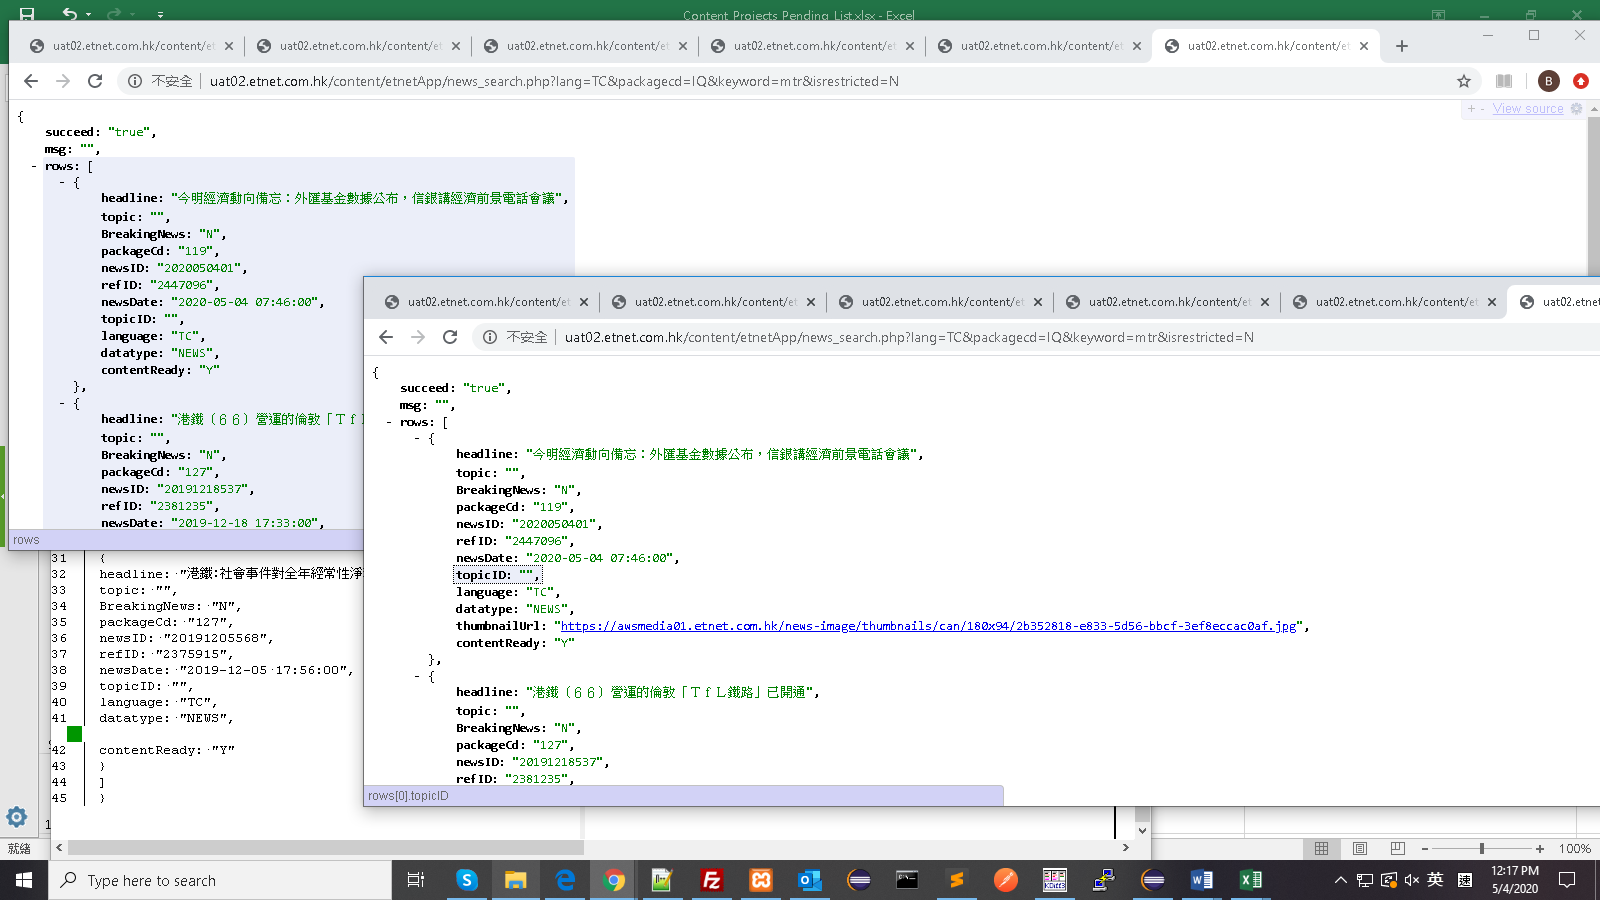 Content Projects Pending List.xlsx - Excel
uat02.etnet.com.hk/content/et
uat02.etnet.com.hk/content/et
uat02.etnet.com.hk/content/et
uat02.etnet.com.hk/content/et
uat02.etnet.com.hk/content/et
uat02.etnet.com.hk/content/et
不安全 uat02.etnet.com.hk/content/etnetApp/news_search.php?lang=TC&packagecd=IQ&keyword=mtr&isrestricted=N
B
+ - View source
{
succeed: "true",
msg: "",
- rows: [
- {
headline: "今明經濟動向備忘：外匯基金數據公布，信銀講經濟前景電話會議",
topic: "",
BreakingNews: "N",
packageCd: "119",
newsID: "2020050401",
refID: "2447096",
newsDate: "2020-05-04 07:46:00",
topicID: "",
language: "TC",
datatype: "NEWS",
contentReady: "Y"
},
- {
headline: "港鐵（６６）營運的倫敦「Ｔｆ
topic: "",
BreakingNews: "N",
packageCd: "127",
newsID: "20191218537",
refID: "2381235",
newsDate: "2019-12-18 17:33:00",
rows
uat02.etnet.com.hk/content/et
uat02.etnet.com.hk/content/et
uat02.etnet.com.hk/content/et
uat02.etnet.com.hk/content/et
uat02.etnet.com.hk/content/et
uat02.etne
不安全 uat02.etnet.com.hk/content/etnetApp/news_search.php?lang=TC&packagecd=IQ&keyword=mtr&isrestricted=N
{
succeed: "true",
msg: "",
- rows: [
- {
headline: "今明經濟動向備忘：外匯基金數據公布，信銀講經濟前景電話會議",
topic: "",
BreakingNews: "N",
packageCd: "119",
newsID: "2020050401",
refID: "2447096",
newsDate: "2020-05-04 07:46:00",
topicID: "",
language: "TC",
datatype: "NEWS",
thumbnailUrl: "https://awsmedia01.etnet.com.hk/news-image/thumbnails/can/180x94/2b352818-e833-5d56-bbcf-3ef8eccac0af.jpg",
contentReady: "Y"
},
- {
headline: "港鐵（６６）營運的倫敦「ＴｆＬ鐵路」已開通",
topic: "",
BreakingNews: "N",
packageCd: "127",
newsID: "20191218537",
refID: "2381235",
rows[0].topicID
31 {
32 headline: "港鐵:社會事件對全年經常性淨
33 topic: "",
34 BreakingNews: "N",
35 packageCd: "127",
36 newsID: "20191205568",
37 refID: "2375915",
38 newsDate: "2019-12-05 17:56:00",
39 topicID: "",
40 language: "TC",
41 datatype: "NEWS",
42 contentReady: "Y"
43 }
44 ]
45 }
1
就緒
100%
Type here to search
英
速
12:17 PM
5/4/2020